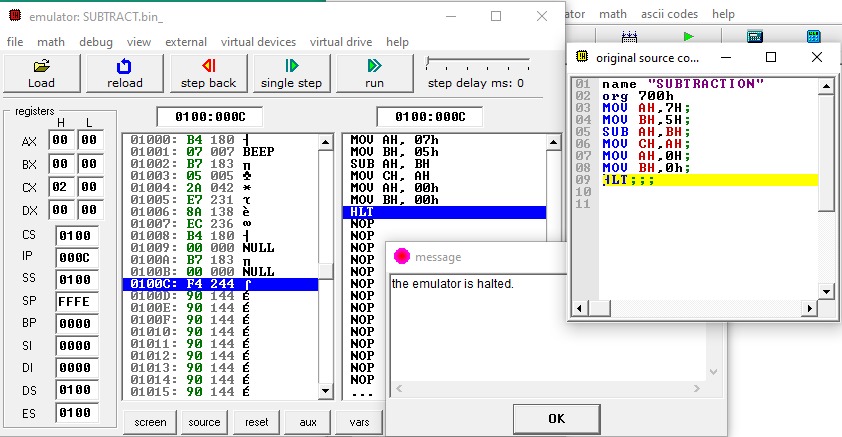 emulator: SUBTRACT.bin_
file math debug view external virtual devices virtual drive help
Load reload step back single step run step delay ms: 0
registers
H L
AX 00 00
BX 00 00
CX 02 00
DX 00 00
CS 0100
IP 000C
SS 0100
SP FFFE
BP 0000
SI 0000
DI 0000
DS 0100
ES 0100
0100:000C
01000: B4 180 ┤
01001: 07 007 BEEP
01002: B7 183 ╖
01003: 05 005 ♣
01004: 2A 042 *
01005: E7 231 τ
01006: 8A 138 è
01007: EC 236 ∞
01008: B4 180 ┤
01009: 00 000 NULL
0100A: B7 183 ╖
0100B: 00 000 NULL
0100C: F4 244 ⌠
0100D: 90 144 É
0100E: 90 144 É
0100F: 90 144 É
01010: 90 144 É
01011: 90 144 É
01012: 90 144 É
01013: 90 144 É
01014: 90 144 É
01015: 90 144 É
0100:000C
MOV AH, 07h
MOV BH, 05h
SUB AH, BH
MOV CH, AH
MOV AH, 00h
MOV BH, 00h
HLT
NOP
NOP
NOP
NOP
NOP
NOP
NOP
NOP
NOP
NOP
NOP
NOP
NOP
NOP
...
screen source reset aux vars
message
the emulator is halted.
OK
ator math ascii codes help
original source co...
01 name "SUBTRACTION"
02 org 700h
03 MOV AH,7H;
04 MOV BH,5H;
05 SUB AH,BH;
06 MOV CH,AH;
07 MOV AH,0H;
08 MOV BH,0h;
09 HLT;;;
10
11